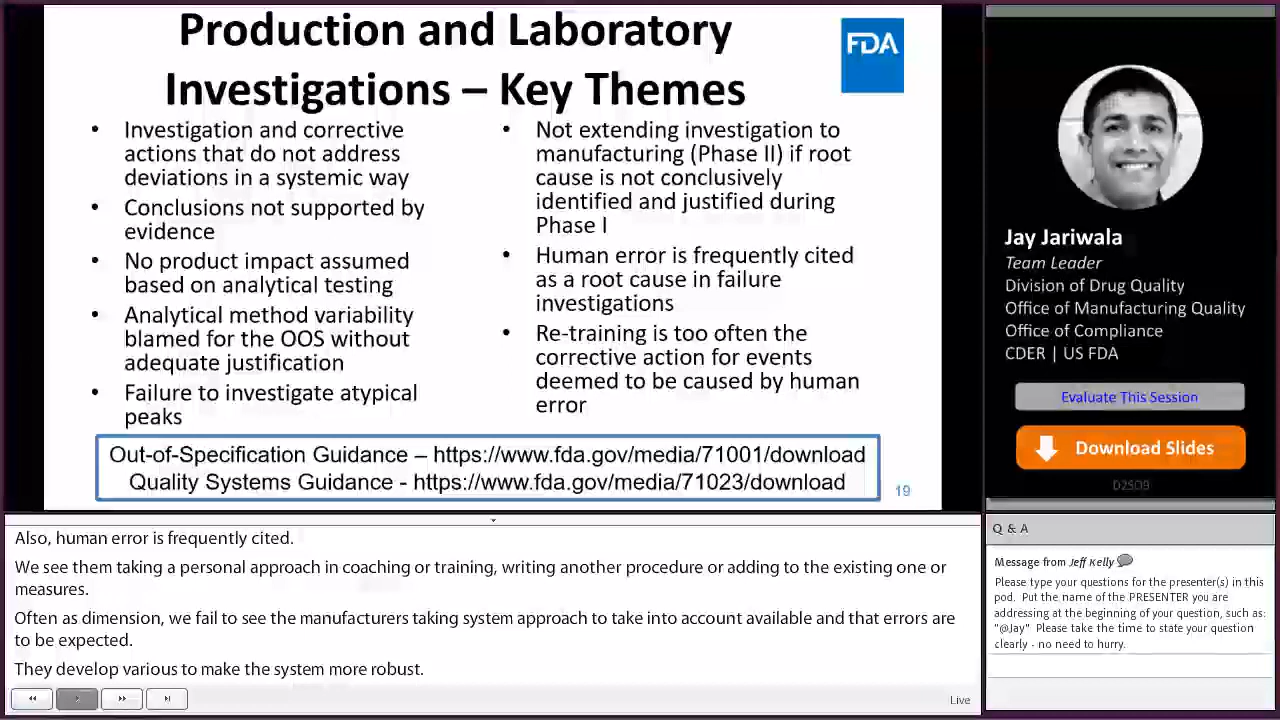 Production and Laboratory
Investigations – Key Themes
FDA
• Investigation and corrective
actions that do not address
deviations in a systemic way
• Conclusions not supported by
evidence
• No product impact assumed
based on analytical testing
• Analytical method variability
blamed for the OOS without
adequate justification
• Failure to investigate atypical
peaks
• Not extending investigation to
manufacturing (Phase II) if root
cause is not conclusively
identified and justified during
Phase I
• Human error is frequently cited
as a root cause in failure
investigations
• Re-training is too often the
corrective action for events
deemed to be caused by human
error
Out-of-Specification Guidance – https://www.fda.gov/media/71001/download
Quality Systems Guidance - https://www.fda.gov/media/71023/download
19
Jay Jariwala
Team Leader
Division of Drug Quality
Office of Manufacturing Quality
Office of Compliance
CDER | US FDA
Evaluate This Session
Download Slides
D2S09
Also, human error is frequently cited.
We see them taking a personal approach in coaching or training, writing another procedure or adding to the existing one or
measures.
Often as dimension, we fail to see the manufacturers taking system approach to take into account available and that errors are
to be expected.
They develop various to make the system more robust.
Live
Q & A
Message from Jeff Kelly
Please type your questions for the presenter(s) in this
pod. Put the name of the PRESENTER you are
addressing at the beginning of your question, such as:
"@Jay" Please take the time to state your question
clearly - no need to hurry.